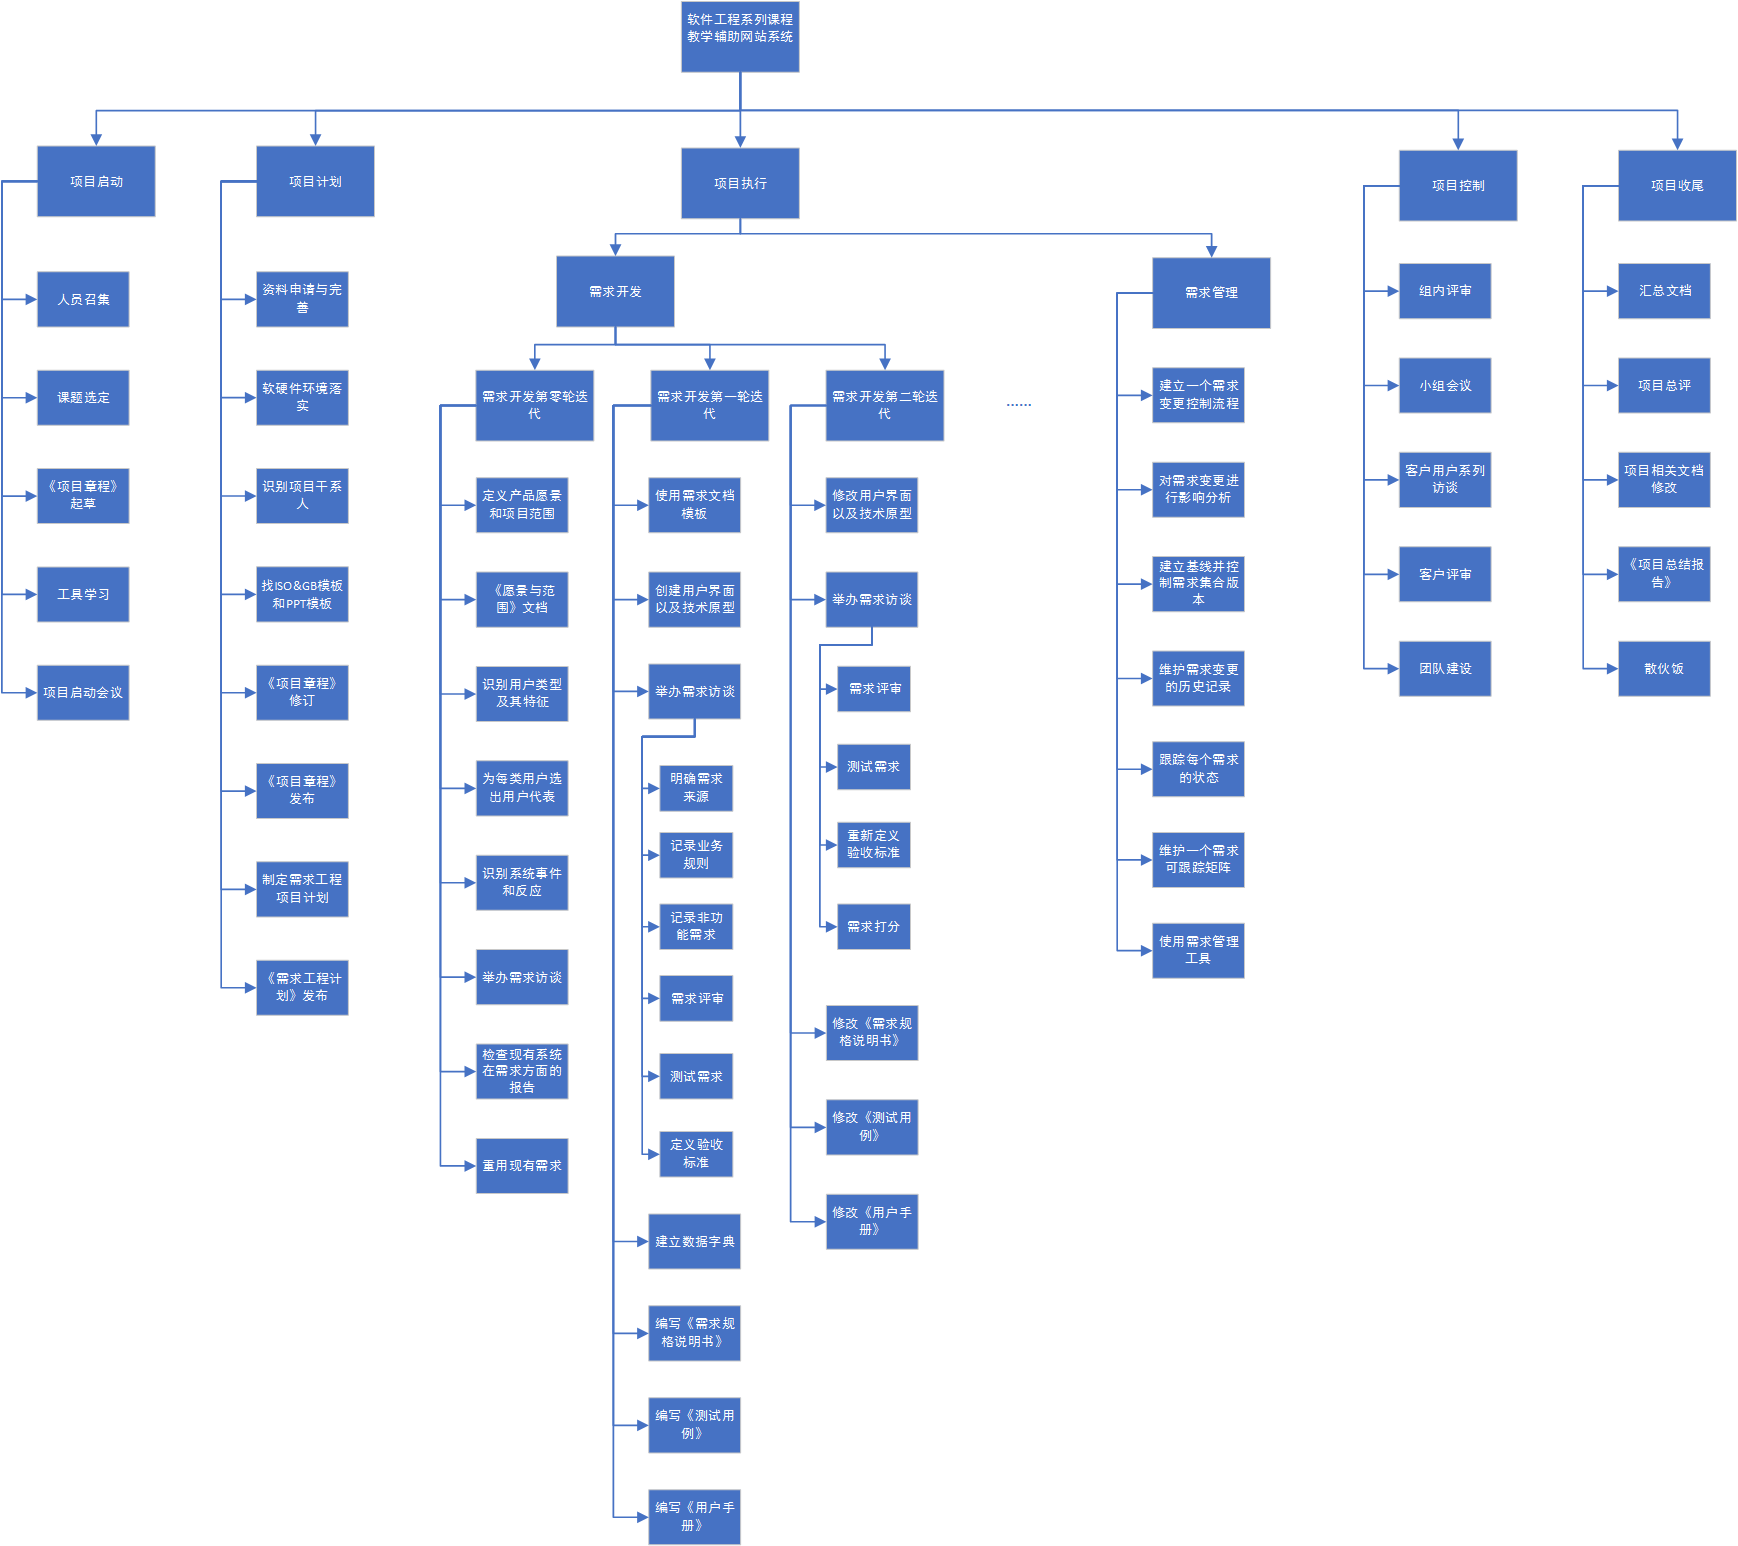 软件工程系列课程
教学辅助网站系统
项目启动
人员召集
课题选定
《项目章程》
起草
工具学习
项目启动会议
项目计划
资料申请与完
善
软硬件环境落
实
识别项目干系
人
找ISO&GB模板
和PPT模板
《项目章程》
修订
《项目章程》
发布
制定需求工程
项目计划
《需求工程计
划》发布
项目执行
需求开发
需求开发第零轮迭
代
定义产品愿景
和项目范围
《愿景与范
围》文档
识别用户类型
及其特征
为每类用户选
出用户代表
识别系统事件
和反应
举办需求访谈
检查现有系统
在需求方面的
报告
重用现有需求
需求开发第一轮迭
代
使用需求文档
模板
创建用户界面
以及技术原型
举办需求访谈
明确需求
来源
记录业务
规则
记录非功
能需求
需求评审
测试需求
定义验收
标准
建立数据字典
编写《需求规
格说明书》
编写《测试用
例》
编写《用户手
册》
需求开发第二轮迭
代
修改用户界面
以及技术原型
举办需求访谈
需求评审
测试需求
重新定义
验收标准
需求打分
修改《需求规
格说明书》
修改《测试用
例》
修改《用户手
册》
……
需求管理
建立一个需求
变更控制流程
对需求变更进
行影响分析
建立基线并控
制需求集合版
本
维护需求变更
的历史记录
跟踪每个需求
的状态
维护一个需求
可跟踪矩阵
使用需求管理
工具
项目控制
组内评审
小组会议
客户用户系列
访谈
客户评审
团队建设
项目收尾
汇总文档
项目总评
项目相关文档
修改
《项目总结报
告》
散伙饭